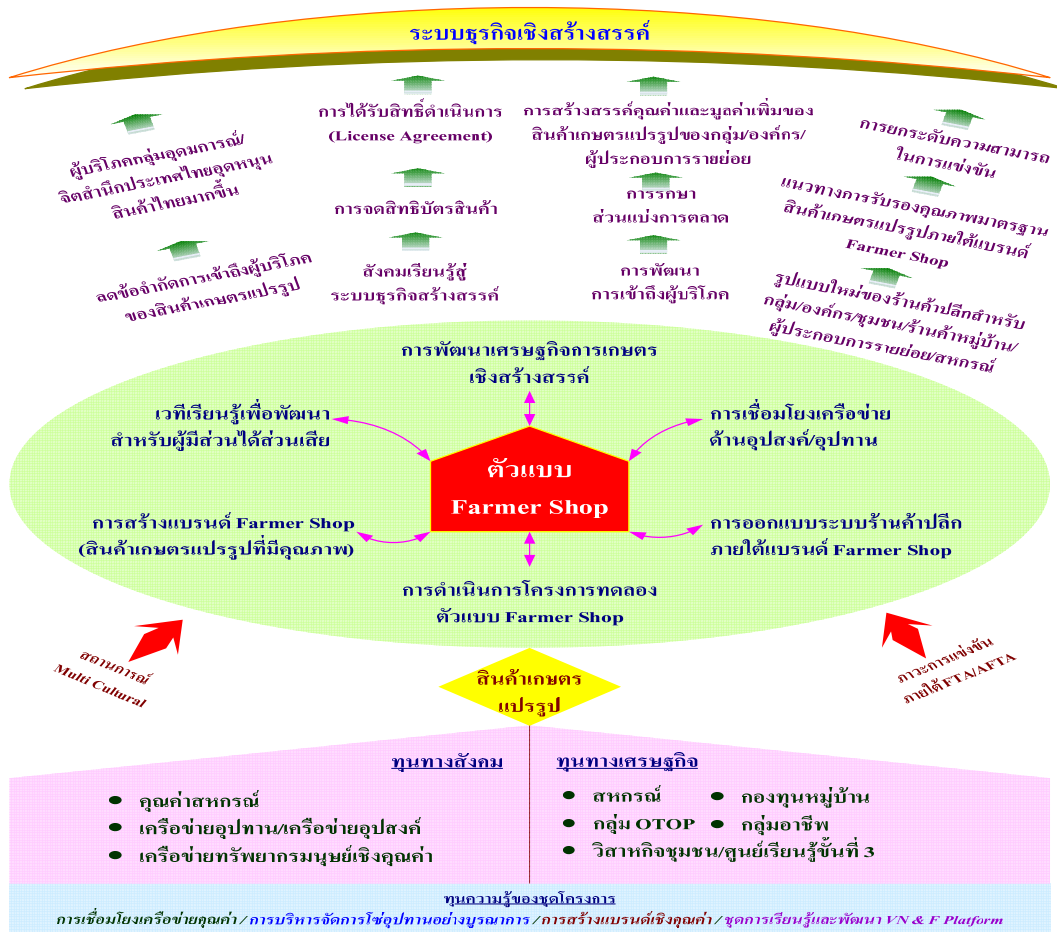 ระบบธุรกิจเชิงสร้างสรรค์
ผู้บริโภคกลุ่มอุดมการณ์/
จิตสำนึกประเทศไทยอุดหนุน
สินค้าไทยมากขึ้น
ลดข้อจำกัดการเข้าถึงผู้บริโภค
ของสินค้าเกษตรแปรรูป
การได้รับสิทธิ์ดำเนินการ
(License Agreement)
การจดสิทธิบัตรสินค้า
สังคมเรียนรู้สู่
ระบบธุรกิจสร้างสรรค์
การสร้างสรรค์คุณค่าและมูลค่าเพิ่มของ
สินค้าเกษตรแปรรูปของกลุ่ม/องค์กร/
ผู้ประกอบการรายย่อย
การรักษา
ส่วนแบ่งการตลาด
การพัฒนา
การเข้าถึงผู้บริโภค
การยกระดับความสามารถ
ในการแข่งขัน
แนวทางการรับรองคุณภาพมาตรฐาน
สินค้าเกษตรแปรรูปภายใต้แบรนด์
Farmer Shop
รูปแบบใหม่ของร้านค้าปลีกสำหรับ
กลุ่ม/องค์กร/ชุมชน/ร้านค้าหมู่บ้าน/
ผู้ประกอบการรายย่อย/สหกรณ์
การพัฒนาเศรษฐกิจการเกษตร
เชิงสร้างสรรค์
เวทีเรียนรู้เพื่อพัฒนา
สำหรับผู้มีส่วนได้ส่วนเสีย
การเชื่อมโยงเครือข่าย
ด้านอุปสงค์/อุปทาน
ตัวแบบ
Farmer Shop
การสร้างแบรนด์ Farmer Shop
(สินค้าเกษตรแปรรูปที่มีคุณภาพ)
การออกแบบระบบร้านค้าปลีก
ภายใต้แบรนด์ Farmer Shop
การดำเนินการโครงการทดลอง
ตัวแบบ Farmer Shop
สถานการณ์
Multi Cultural
ภาวะการแข่งขัน
ภายใต้ FTA/AFTA
สินค้าเกษตร
แปรรูป
ทุนทางสังคม
● คุณค่าสหกรณ์
● เครือข่ายอุปทาน/เครือข่ายอุปสงค์
● เครือข่ายทรัพยากรมนุษย์เชิงคุณค่า
ทุนทางเศรษฐกิจ
● สหกรณ์ ● กองทุนหมู่บ้าน
● กลุ่ม OTOP ● กลุ่มอาชีพ
● วิสาหกิจชุมชน/ศูนย์เรียนรู้ขั้นที่ 3
ทุนความรู้ของชุดโครงการ
การเชื่อมโยงเครือข่ายคุณค่า / การบริหารจัดการโซ่อุปทานอย่างบูรณาการ / การสร้างแบรนด์เชิงคุณค่า / ชุดการเรียนรู้และพัฒนา VN & F Platform